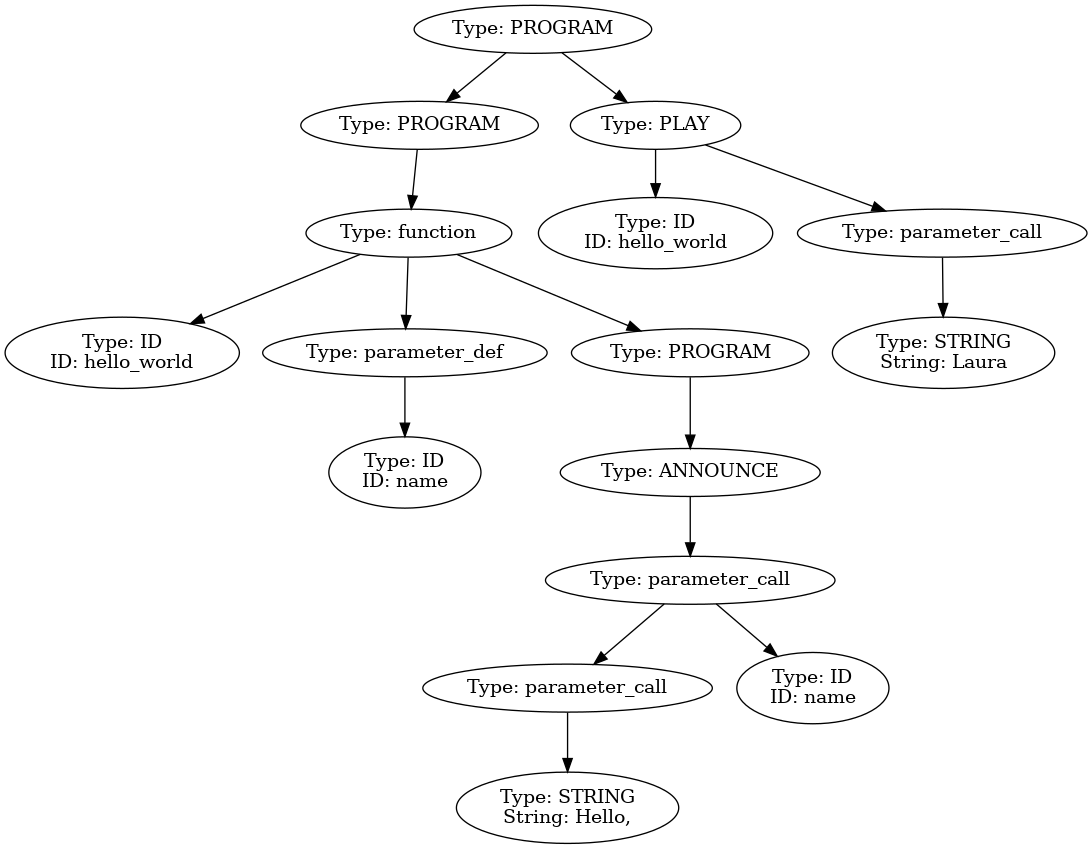 Type: PROGRAM
Type: PROGRAM
Type: PLAY
Type: function
Type: ID
ID: hello_world
Type: parameter_call
Type: ID
ID: hello_world
Type: parameter_def
Type: PROGRAM
Type: STRING
String: Laura
Type: ID
ID: name
Type: ANNOUNCE
Type: parameter_call
Type: parameter_call
Type: ID
ID: name
Type: STRING
String: Hello,